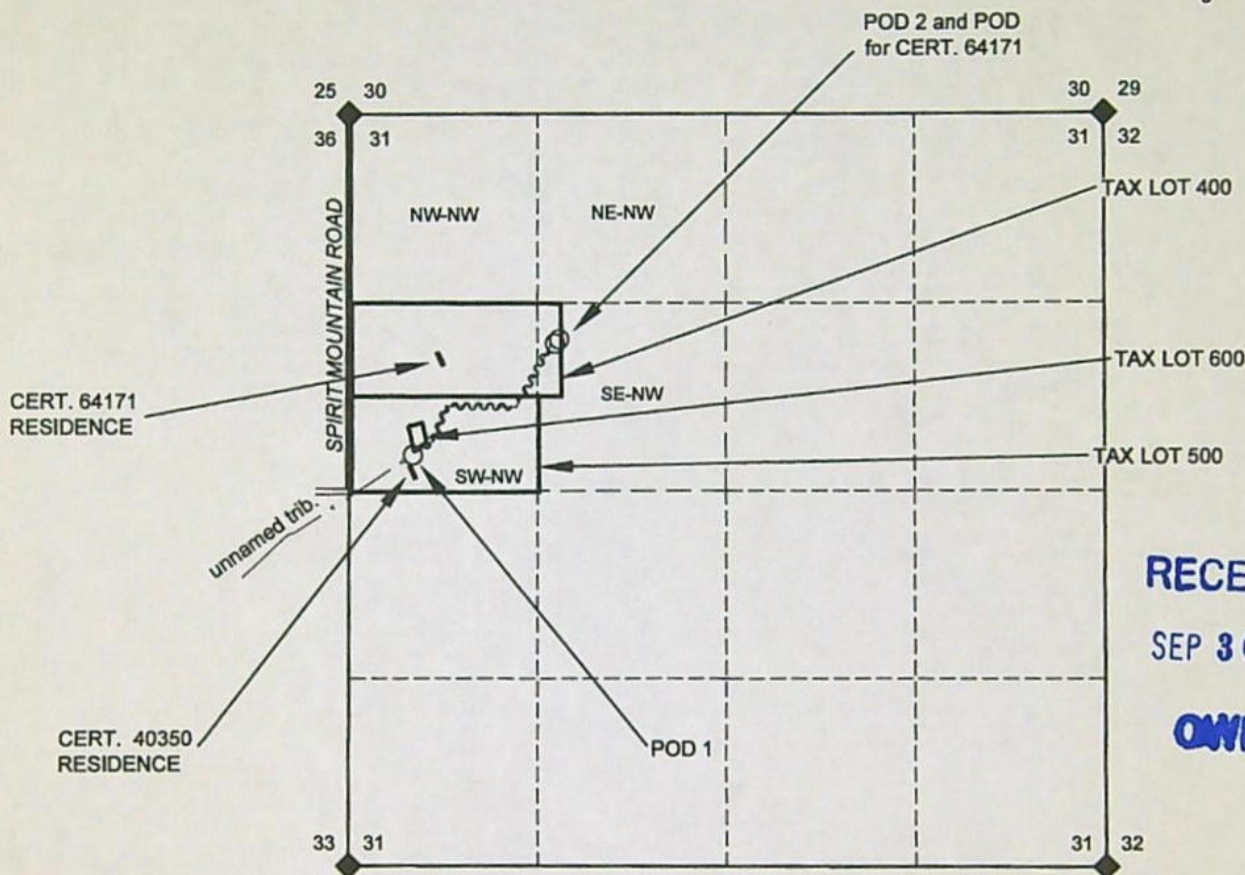 POD 2 and POD
for CERT. 64171
25 30
30 29
36 31
31 32
TAX LOT 400
NW-NW
NE-NW
SPIRIT MOUNTAIN ROAD
TAX LOT 600
CERT. 64171
RESIDENCE
SE-NW
TAX LOT 500
SW-NW
unnamed trib.
RECE
SEP 3
OW
CERT. 40350
RESIDENCE
POD 1
33 31
31 32